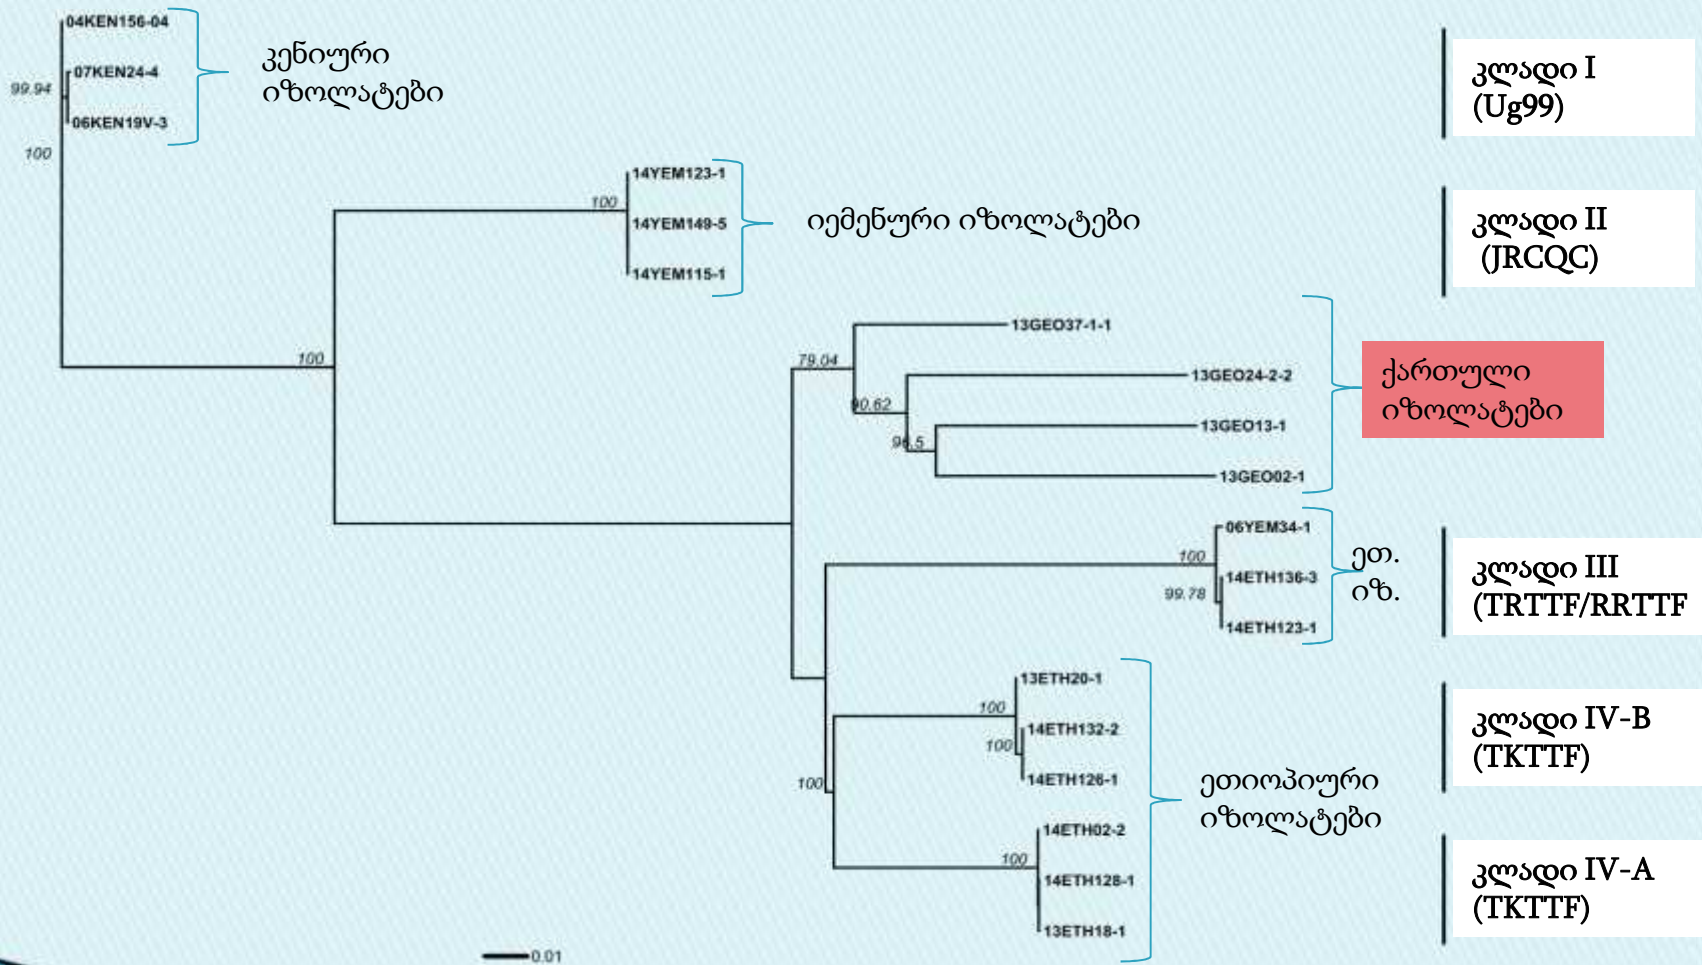 04KEN156-04
07KEN24-4
99.94
06KEN19V-3
100
კენიური
იზოლატები
კლადი I
(Ug99)
14YEM123-1
100
14YEM149-5
14YEM115-1
იემენური იზოლატები
კლადი II
(JRCQC)
100
13GEO37-1-1
79.04
13GEO24-2-2
90.62
13GEO13-1
96.5
13GEO02-1
ქართული
იზოლატები
06YEM34-1
100
14ETH136-3
99.78
14ETH123-1
ეთ.
იზ.
კლადი III
(TRTTF/RRTTF
13ETH20-1
100
14ETH132-2
100
14ETH126-1
100
კლადი IV-B
(TKTTF)
ეთიოპიური
იზოლატები
14ETH02-2
100
14ETH128-1
13ETH18-1
კლადი IV-A
(TKTTF)
0.01